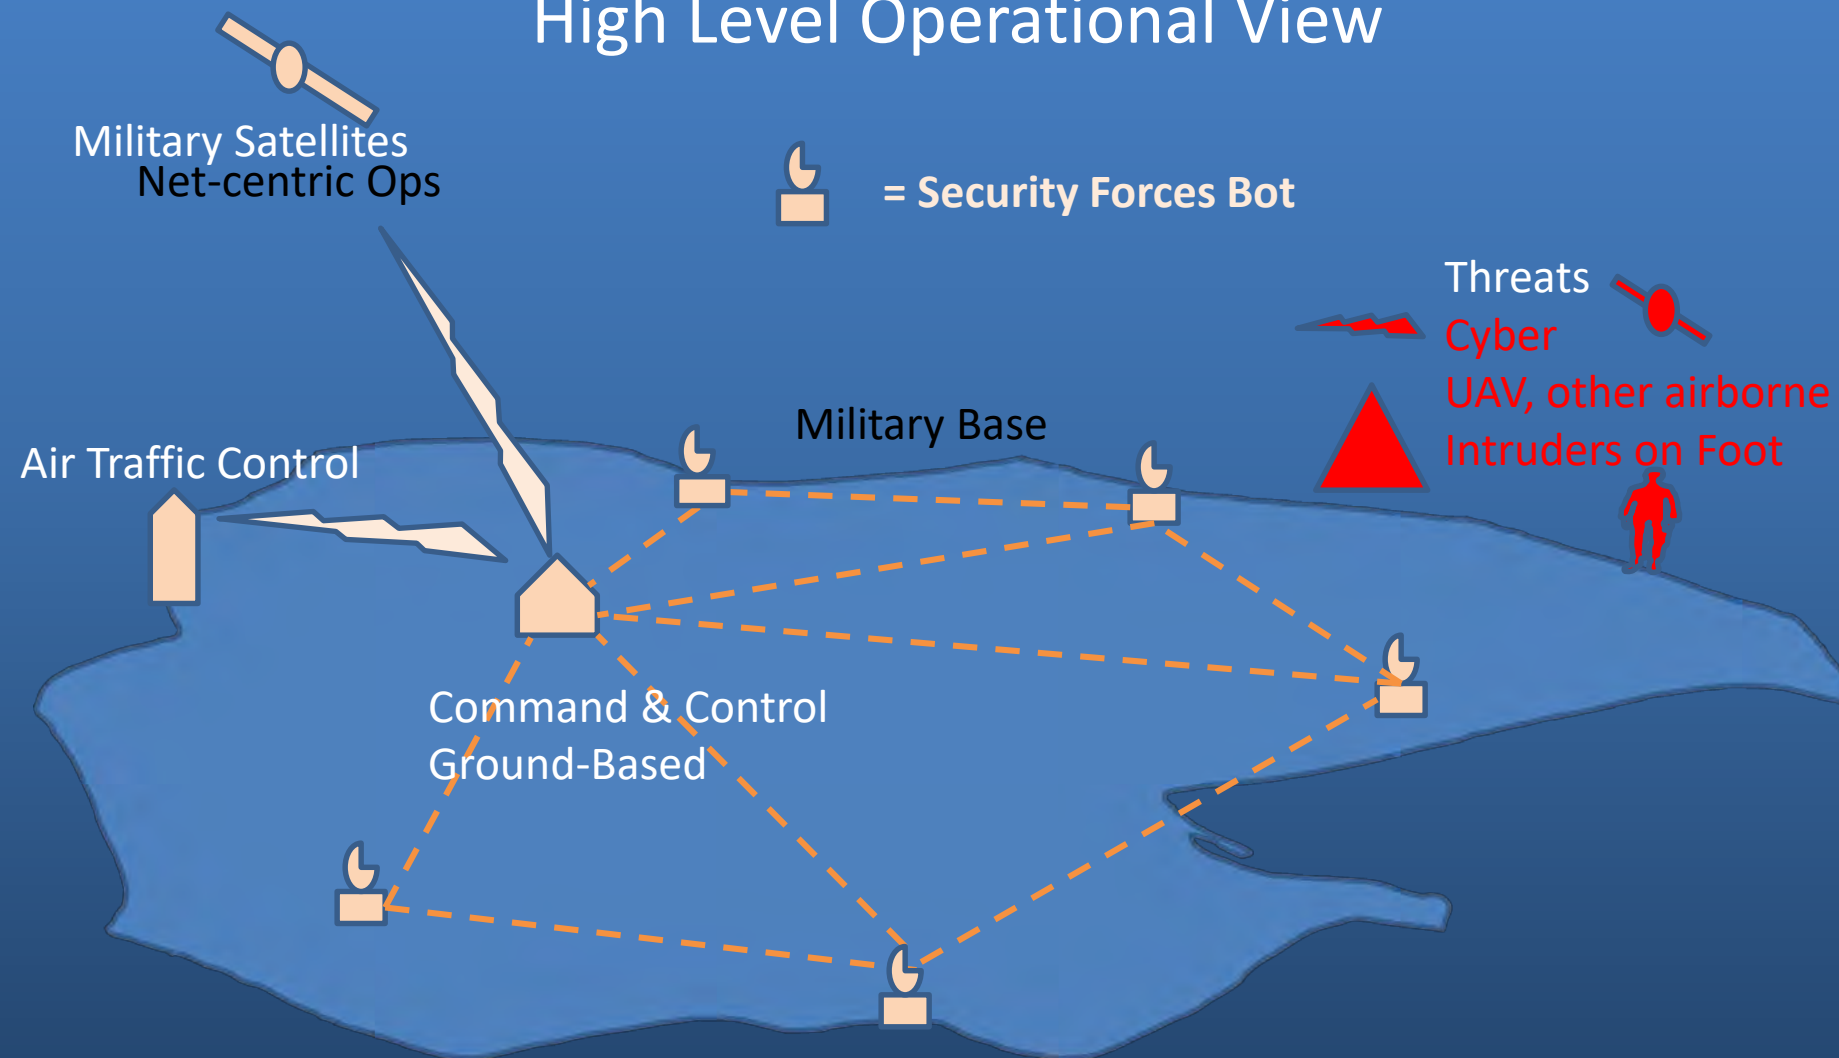 High Level Operational View
Military Satellites
Net-centric Ops
= Security Forces Bot
Threats
Cyber
UAV, other airborne
Intruders on Foot
Military Base
Air Traffic Control
Command & Control
Ground-Based